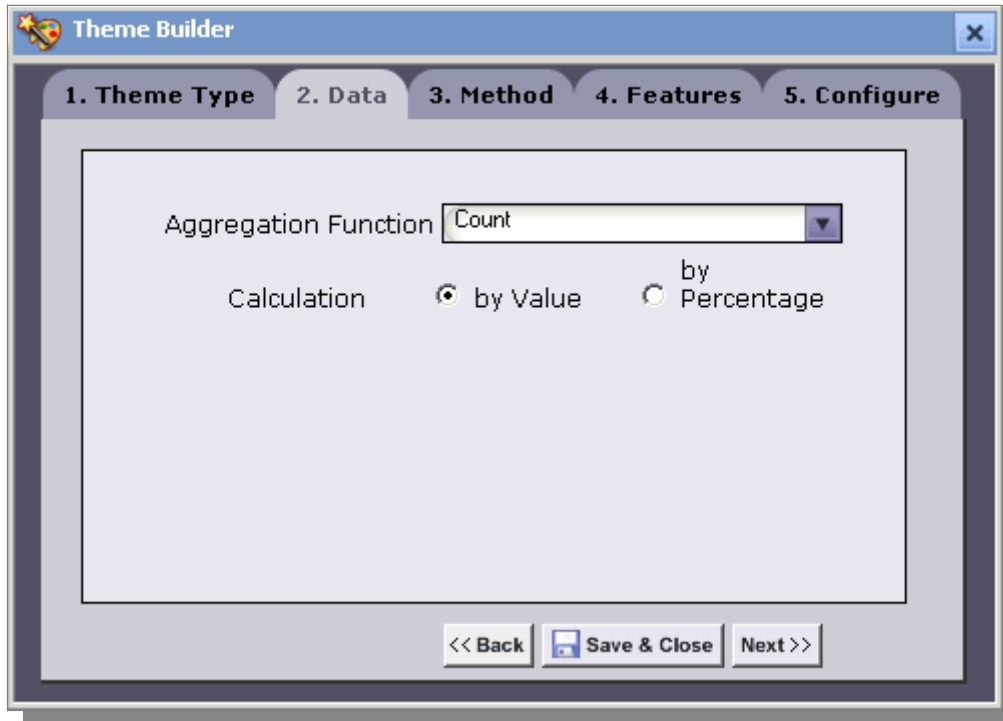 Theme Builder
1. Theme Type 2. Data 3. Method 4. Features 5. Configure
Aggregation Function Count
Calculation by Value by
Percentage
<< Back Save & Close Next >>